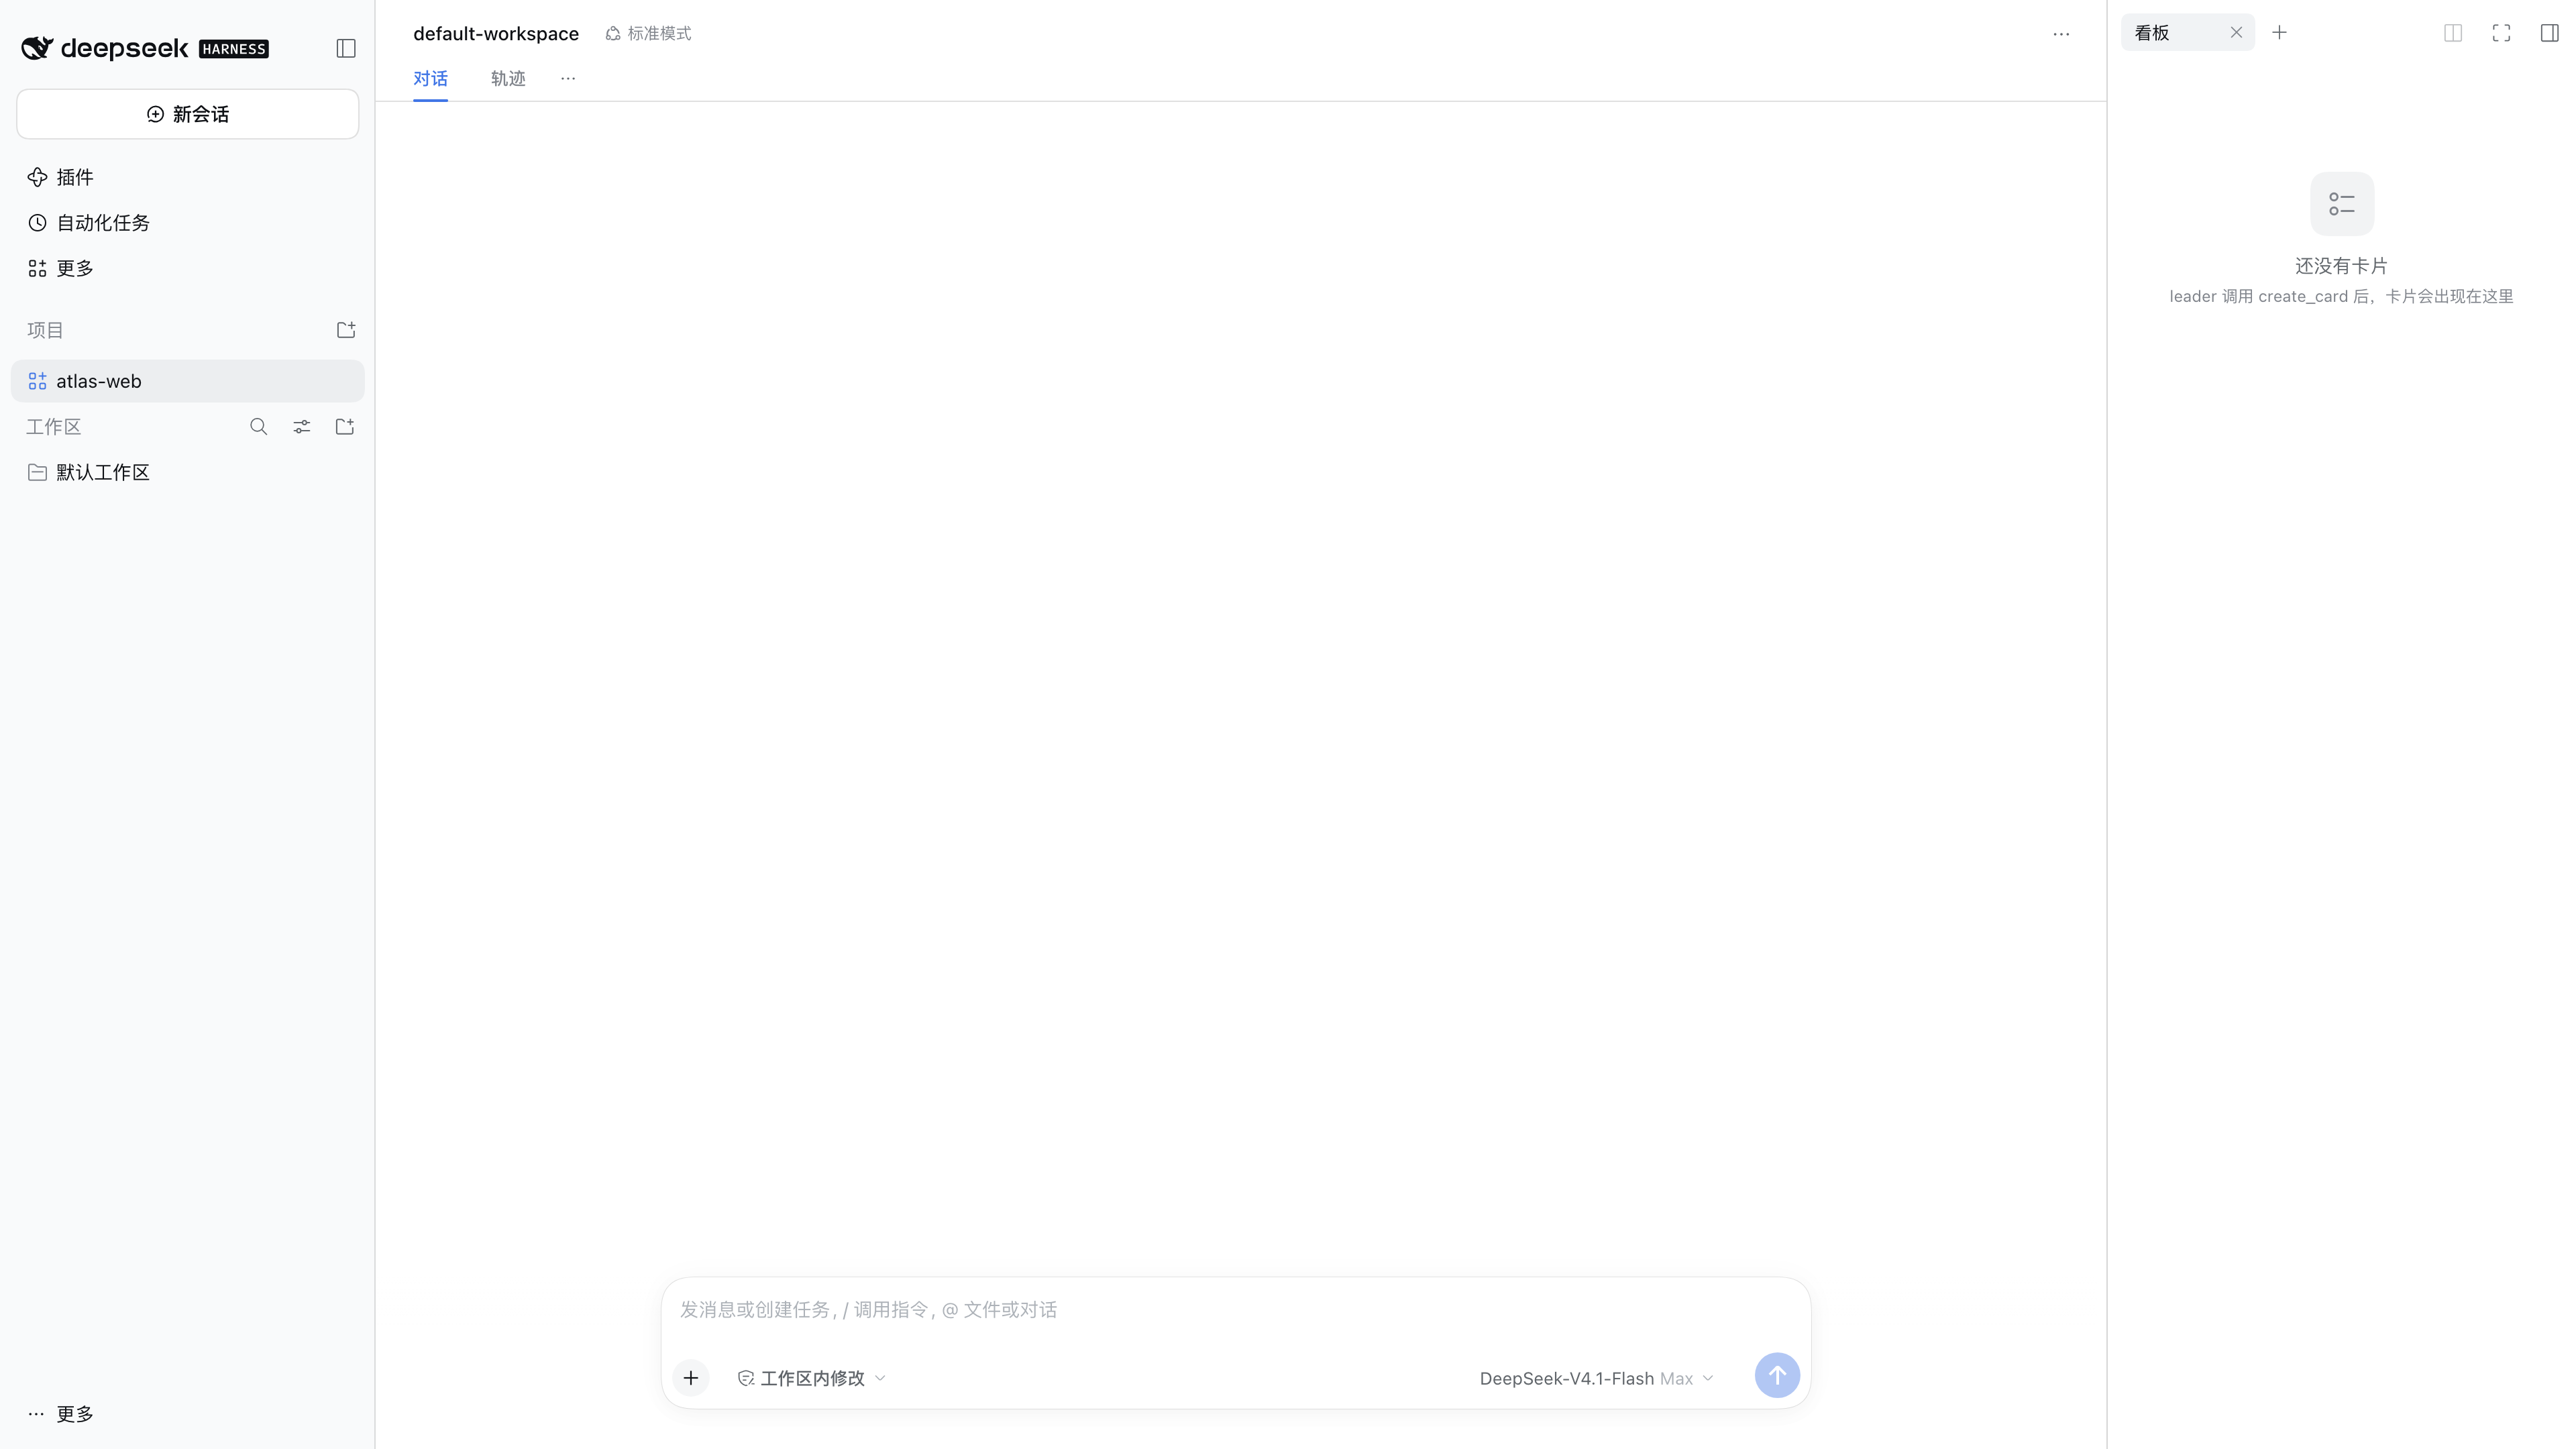 deepseek HARNESS
新会话
插件
自动化任务
更多
项目
atlas-web
工作区
默认工作区
更多
default-workspace 标准模式
对话 轨迹
发消息或创建任务, / 调用指令, @ 文件或对话
工作区内修改
DeepSeek-V4.1-Flash Max
看板
还没有卡片
leader 调用 create_card 后，卡片会出现在这里